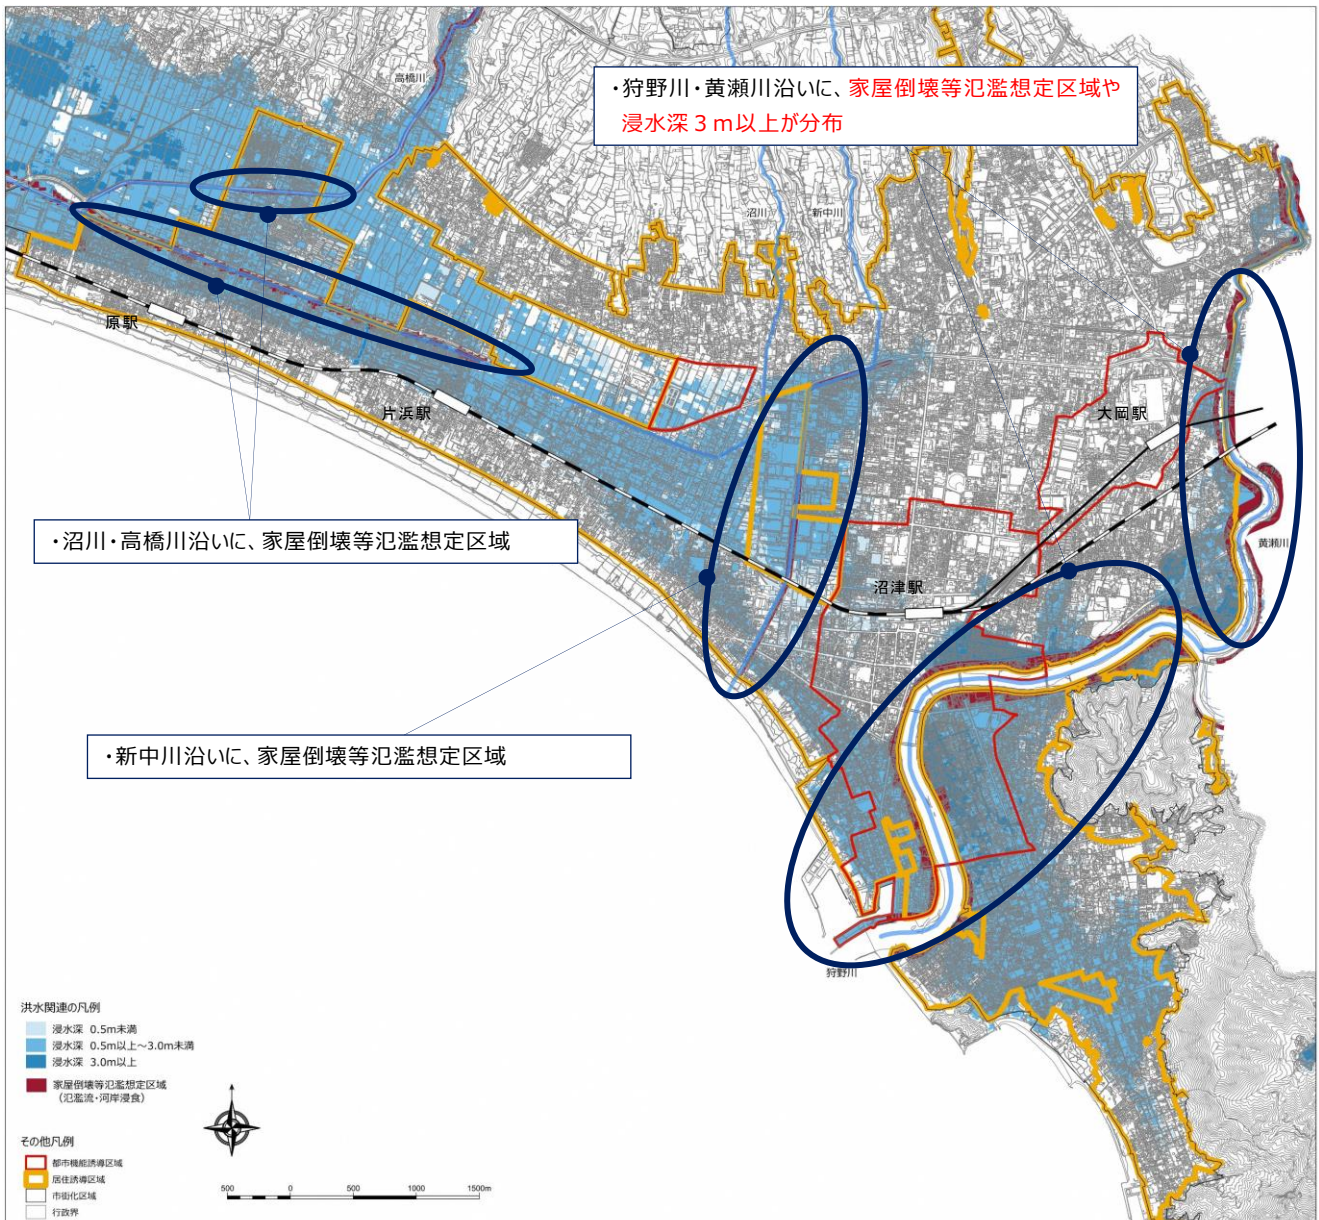 高橋川
・狩野川・黄瀬川沿いに、家屋倒壊等氾濫想定区域や
浸水深３ｍ以上が分布
沼川
新中川
原駅
片浜駅
大岡駅
・沼川・高橋川沿いに、家屋倒壊等氾濫想定区域
黄瀬川
沼津駅
・新中川沿いに、家屋倒壊等氾濫想定区域
狩野川
洪水関連の凡例
浸水深 0.5m未満
浸水深 0.5m以上～3.0m未満
浸水深 3.0m以上
家屋倒壊等氾濫想定区域
（氾濫流・河岸浸食）
その他凡例
都市機能誘導区域
居住誘導区域
市街化区域
行政界
500 0 500 1000 1500m